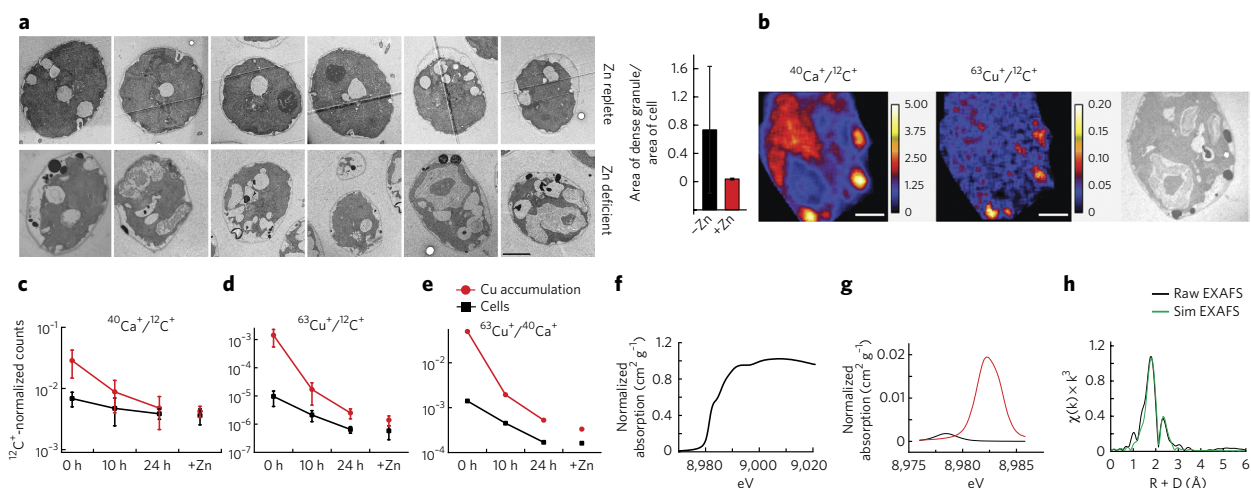 a
Zn replete
Zn deficient
Area of dense granule/
area of cell
1.6
1.2
0.8
0.4
0
–Zn
+Zn
b
⁴⁰Ca⁺/¹²C⁺
5.00
3.75
2.50
1.25
0
⁶³Cu⁺/¹²C⁺
0.20
0.15
0.10
0.05
0
c
⁴⁰Ca⁺/¹²C⁺
¹²C⁺-normalized counts
10⁻¹
10⁻²
10⁻³
0 h 10 h 24 h +Zn
d
⁶³Cu⁺/¹²C⁺
10⁻³
10⁻⁴
10⁻⁵
10⁻⁶
10⁻⁷
0 h 10 h 24 h +Zn
e
Cu accumulation
Cells
⁶³Cu⁺/⁴⁰Ca⁺
10⁻²
10⁻³
10⁻⁴
0 h 10 h 24 h +Zn
f
Normalized
absorption (cm² g⁻¹)
1.2
0.8
0.4
0
8,980 9,000 9,020
eV
g
Normalized
absorption (cm² g⁻¹)
0.02
0.01
0
8,975 8,980 8,985
eV
h
Raw EXAFS
Sim EXAFS
χ(k) × k³
1.2
0.8
0.4
0
0 1 2 3 4 5 6
R + D (Å)